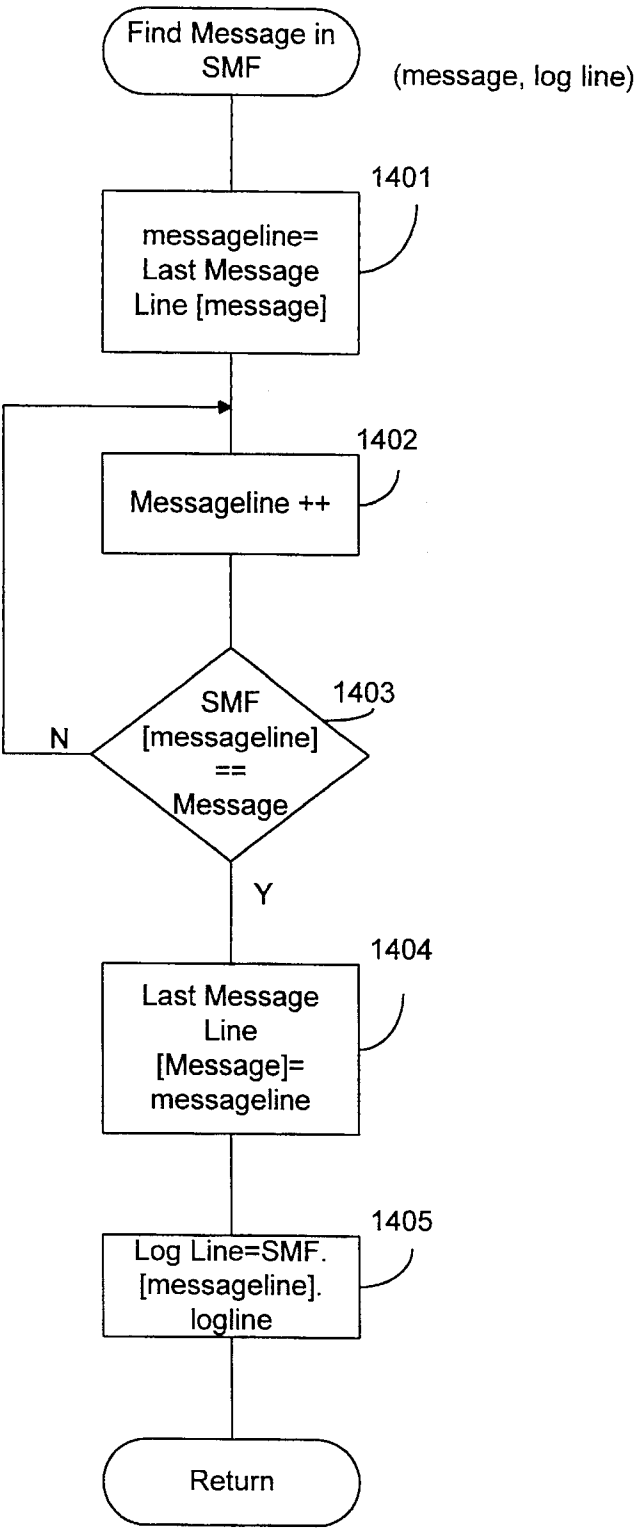 Find Message in
SMF
(message, log line)
1401
messageline=
Last Message
Line [message]
1402
Messageline ++
1403
SMF
[messageline]
==
Message
N
Y
1404
Last Message
Line
[Message]=
messageline
1405
Log Line=SMF.
[messageline].
logline
Return